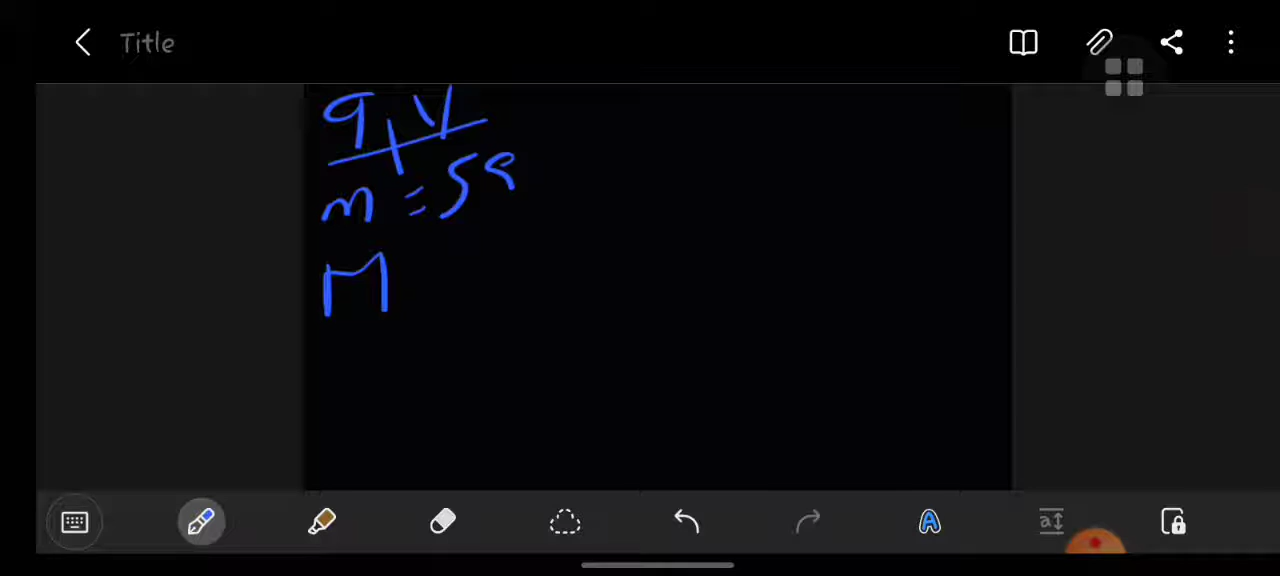 Title
q, V
m = 5g
M